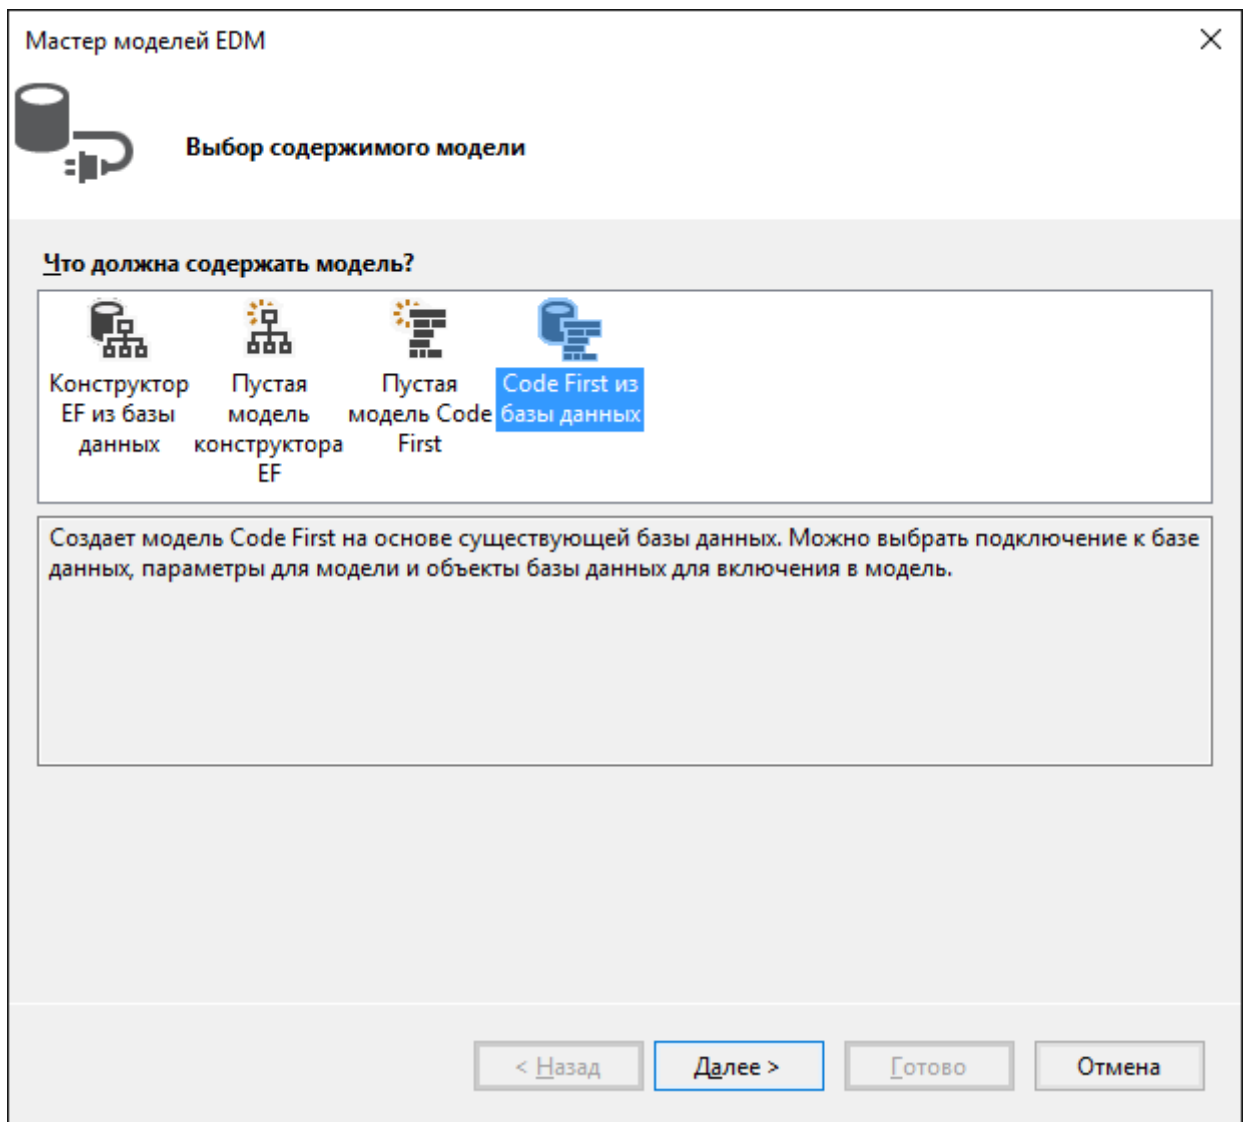 Мастер моделей EDM
Выбор содержимого модели
Что должна содержать модель?
Конструктор
EF из базы
данных
Пустая
модель
конструктора
EF
Пустая
модель Code
First
Code First из
базы данных
Создает модель Code First на основе существующей базы данных. Можно выбрать подключение к базе
данных, параметры для модели и объекты базы данных для включения в модель.
< Назад
Далее >
Готово
Отмена